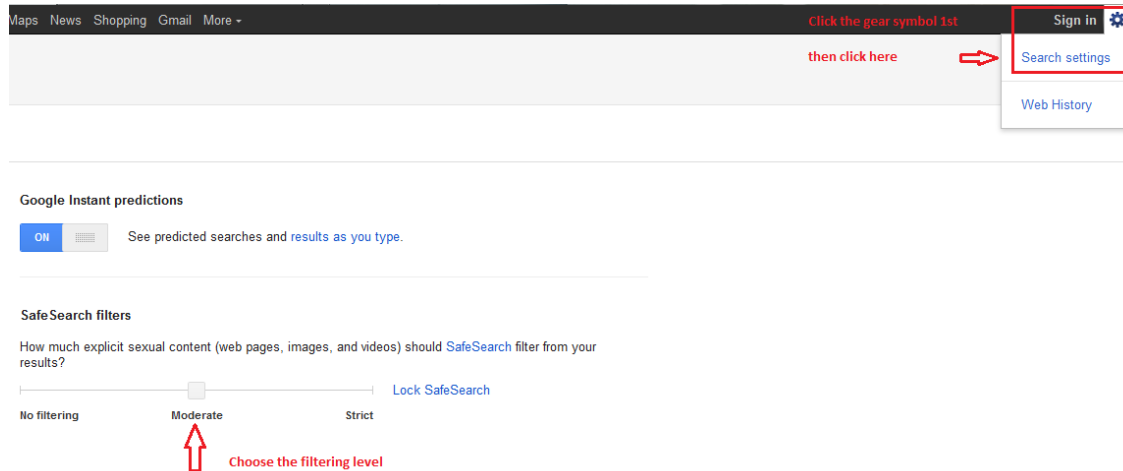 Maps News Shopping Gmail More
Click the gear symbol 1st
Sign in
then click here
Search settings
Web History
Google Instant predictions
ON
See predicted searches and results as you type.
SafeSearch filters
How much explicit sexual content (web pages, images, and videos) should SafeSearch filter from your
results?
Lock SafeSearch
No filtering Moderate Strict
Choose the filtering level